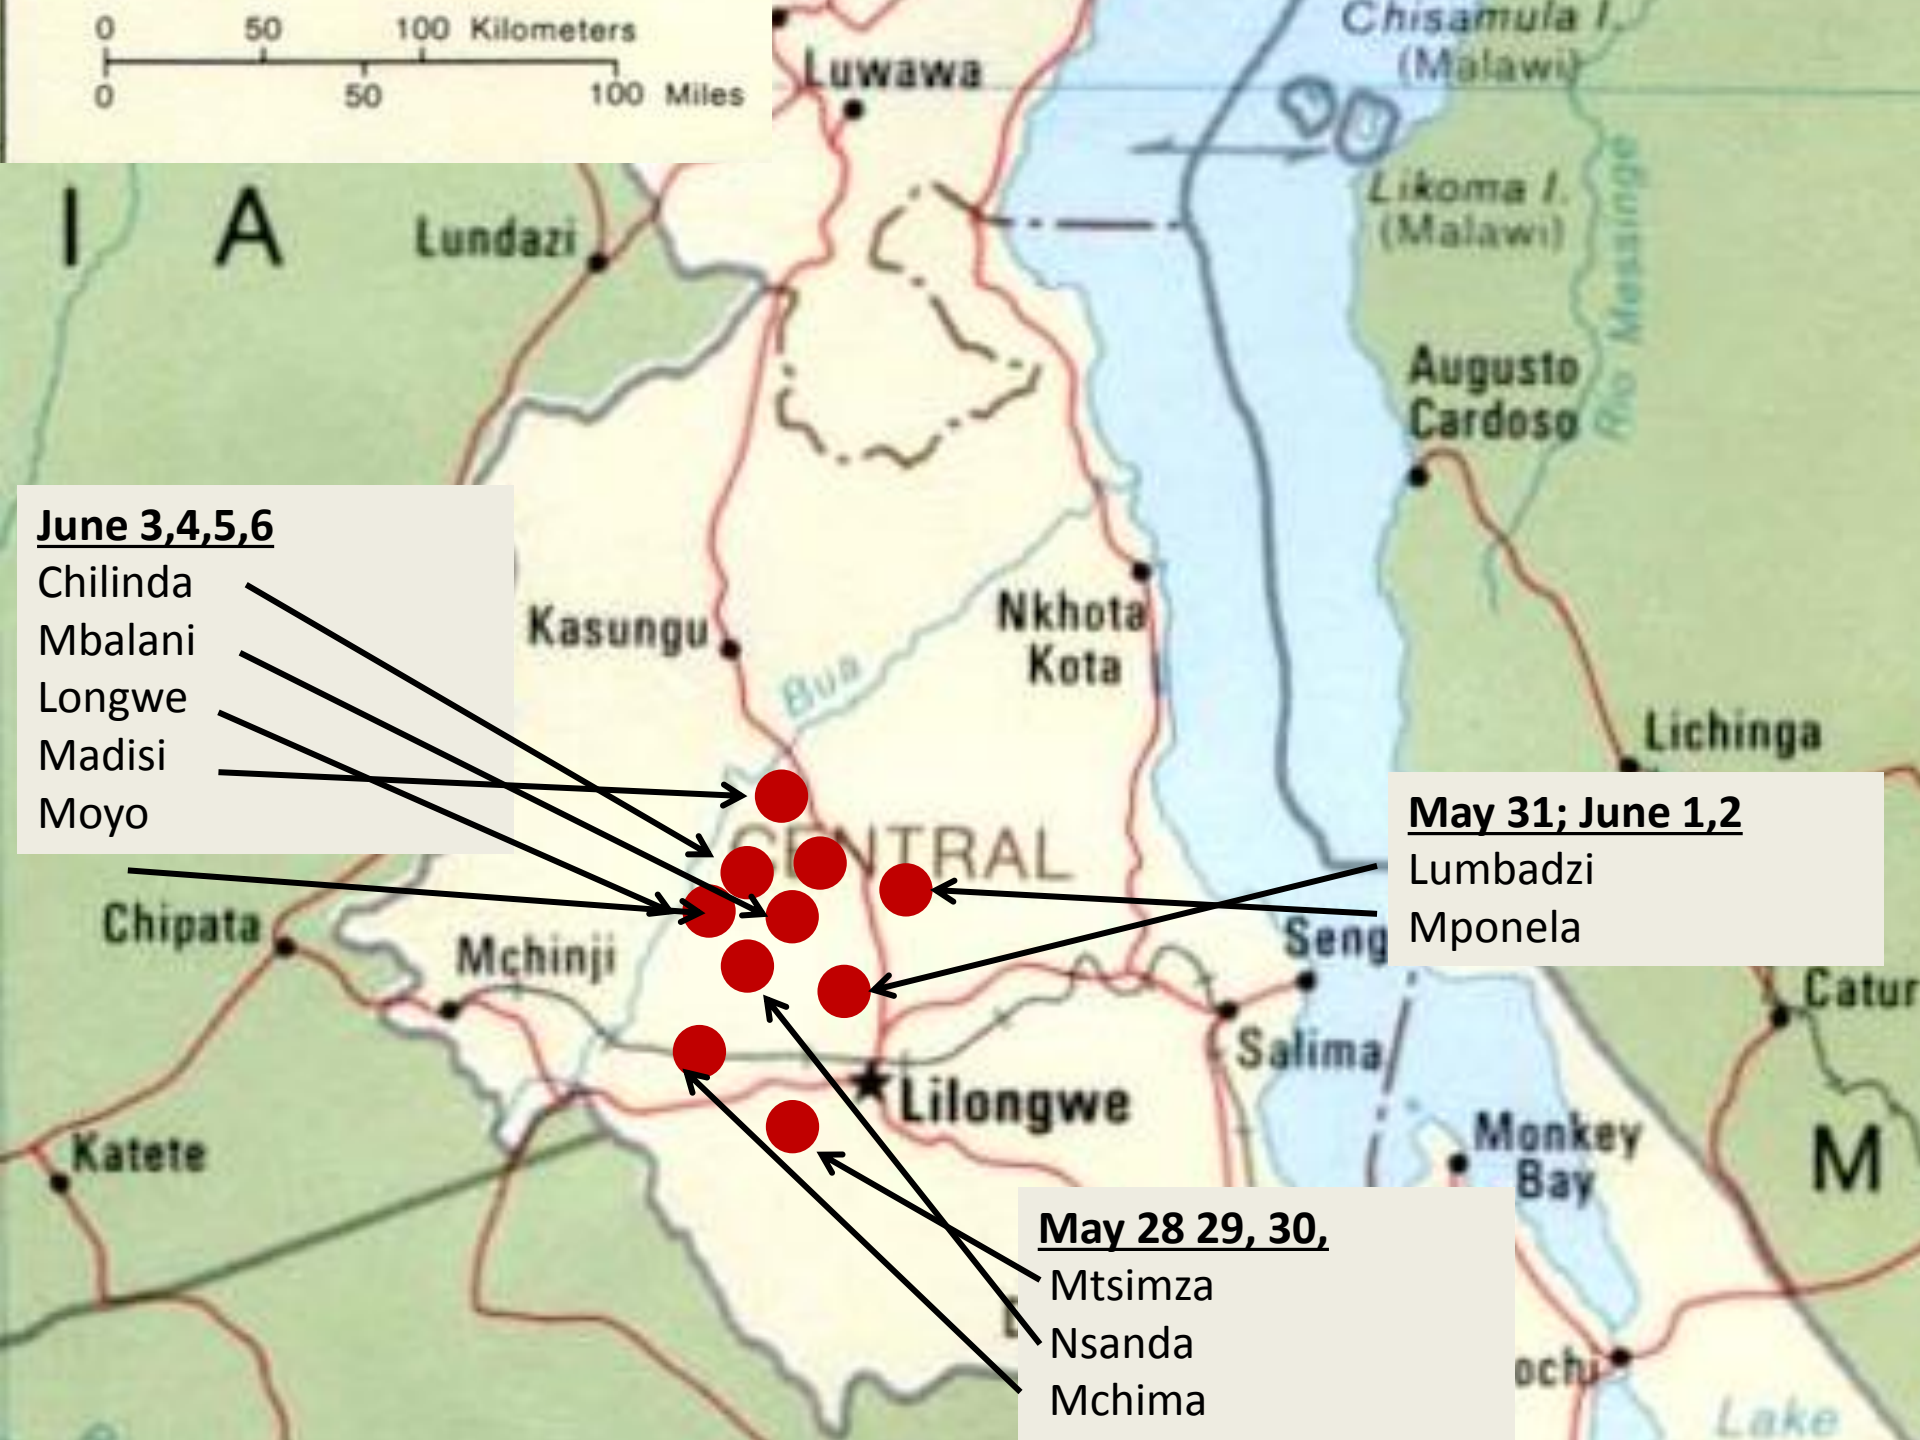 0 50 100 Kilometers
0 50 100 Miles
Luwawa
Chisamula I.
(Malawi)
Likoma I.
(Malawi)
Rio Messinge
I A
Lundazi
Augusto
Cardoso
June 3,4,5,6
Chilinda
Mbalani
Longwe
Madisi
Moyo
Kasungu
Bua
Nkhota
Kota
Lichinga
May 31; June 1,2
Lumbadzi
Mponela
CENTRAL
Chipata
Mchinji
Seng
Catur
Salima
Lilongwe
Katete
Monkey
Bay
M
May 28 29, 30,
Mtsimza
Nsanda
Mchima
ochi
Lake